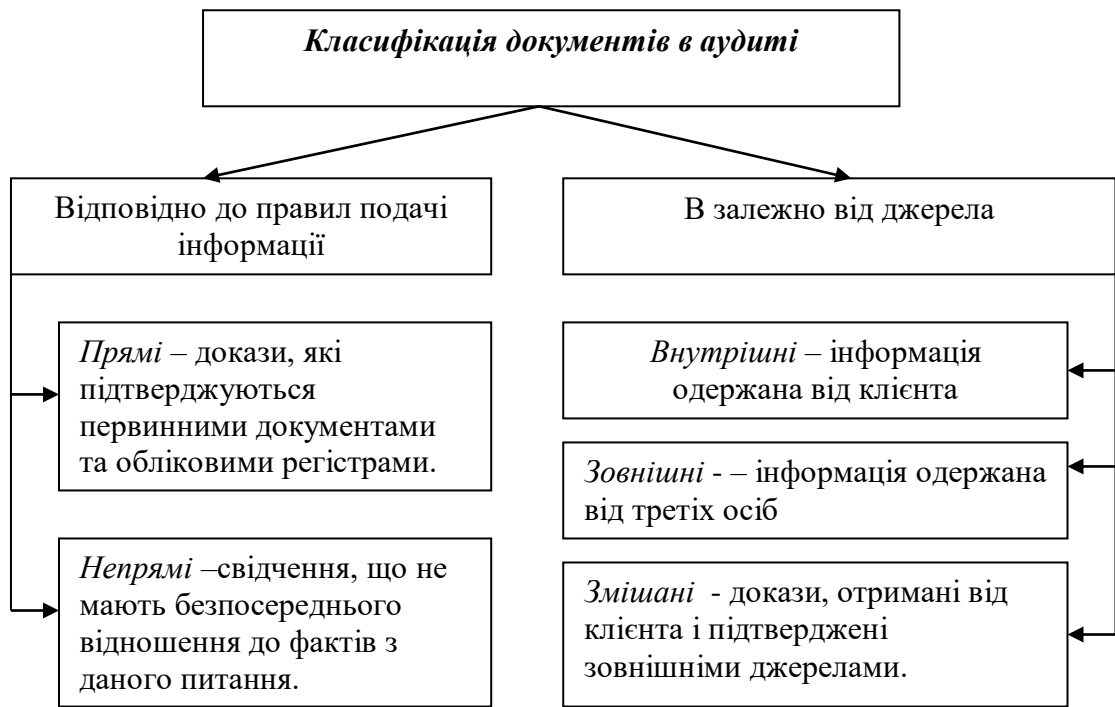 Класифікація документів в аудиті
Відповідно до правил подачі
інформації
Прямі – докази, які
підтверджуються
первинними документами
та обліковими регістрами.
Непрямі –свідчення, що не
мають безпосереднього
відношення до фактів з
даного питання.
В залежно від джерела
Внутрішні – інформація
одержана від клієнта
Зовнішні - – інформація одержана
від третіх осіб
Змішані - докази, отримані від
клієнта і підтверджені
зовнішніми джерелами.